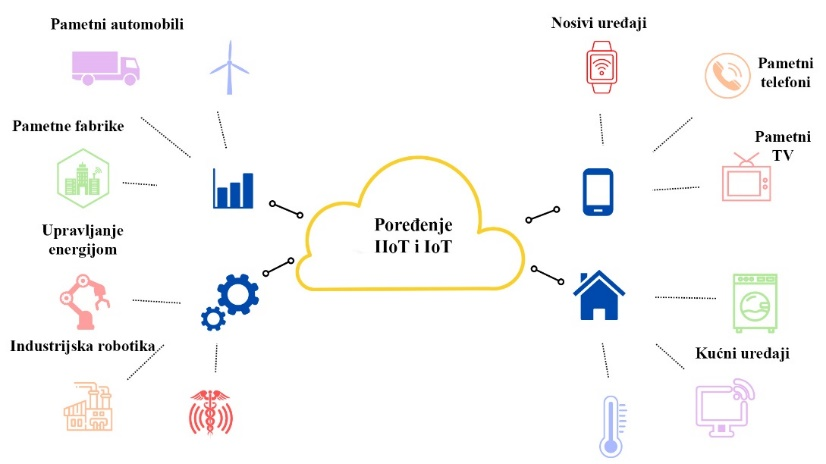 Pametni automobili
Nosivi uređaji
Pametni
telefoni
Pametne fabrike
Pametni
TV
Upravljanje
energijom
Poređenje
IIoT i IoT
Industrijska robotika
Kućni uređaji